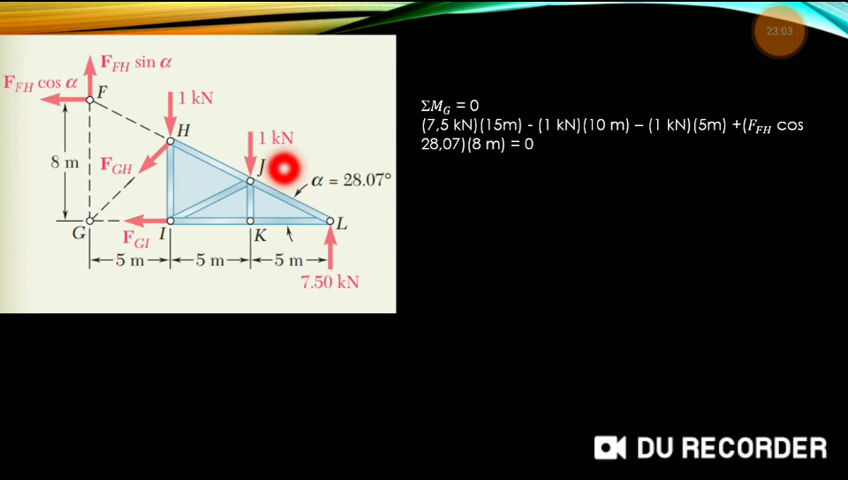 23:03
F_FH sin α
F_FH cos α
F
1 kN
H
1 kN
8 m
F_GH
J
α = 28.07°
G
F_GI
I
K
L
5 m
5 m
5 m
7.50 kN
ΣM_G = 0
(7,5 kN)(15m) - (1 kN)(10 m) – (1 kN)(5m) +(F_FH cos
28,07)(8 m) = 0
DU RECORDER